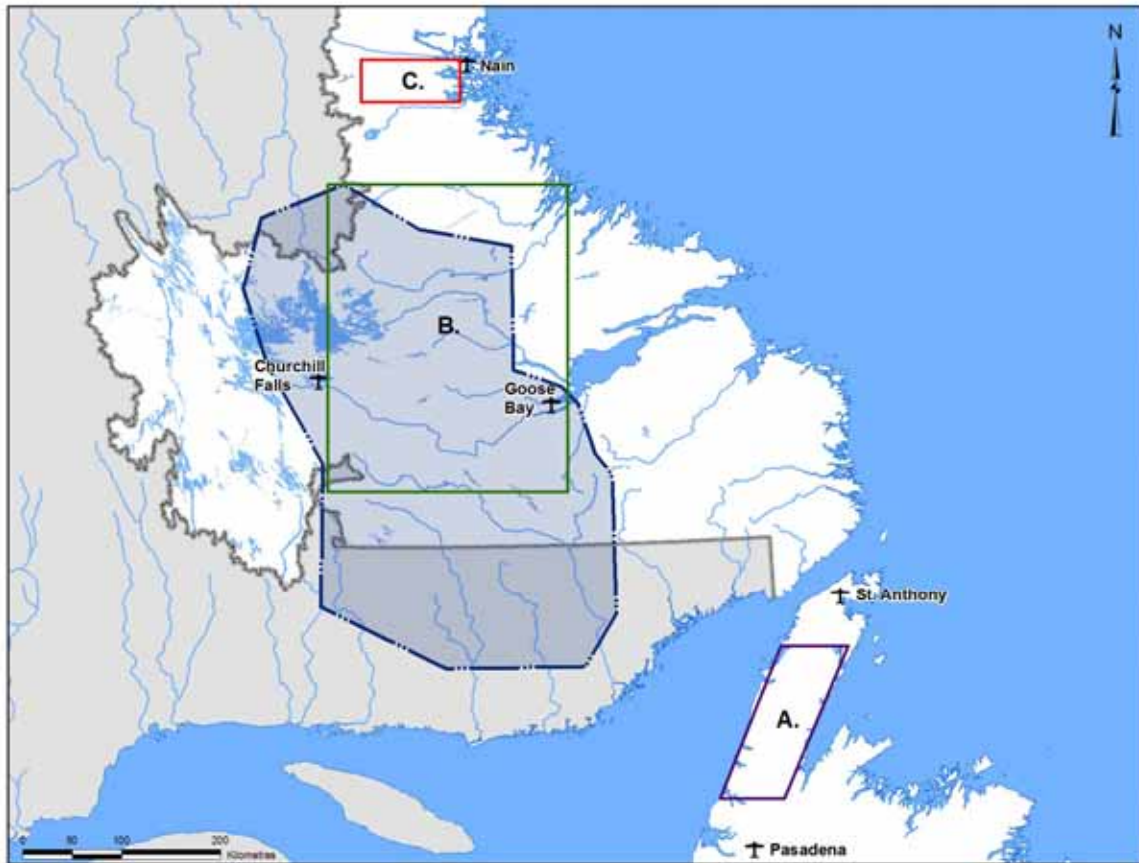 N
Nain
C.
B.
Churchill
Falls
Goose
Bay
St. Anthony
A.
Pasadena
0 50 100 200
Kilometres